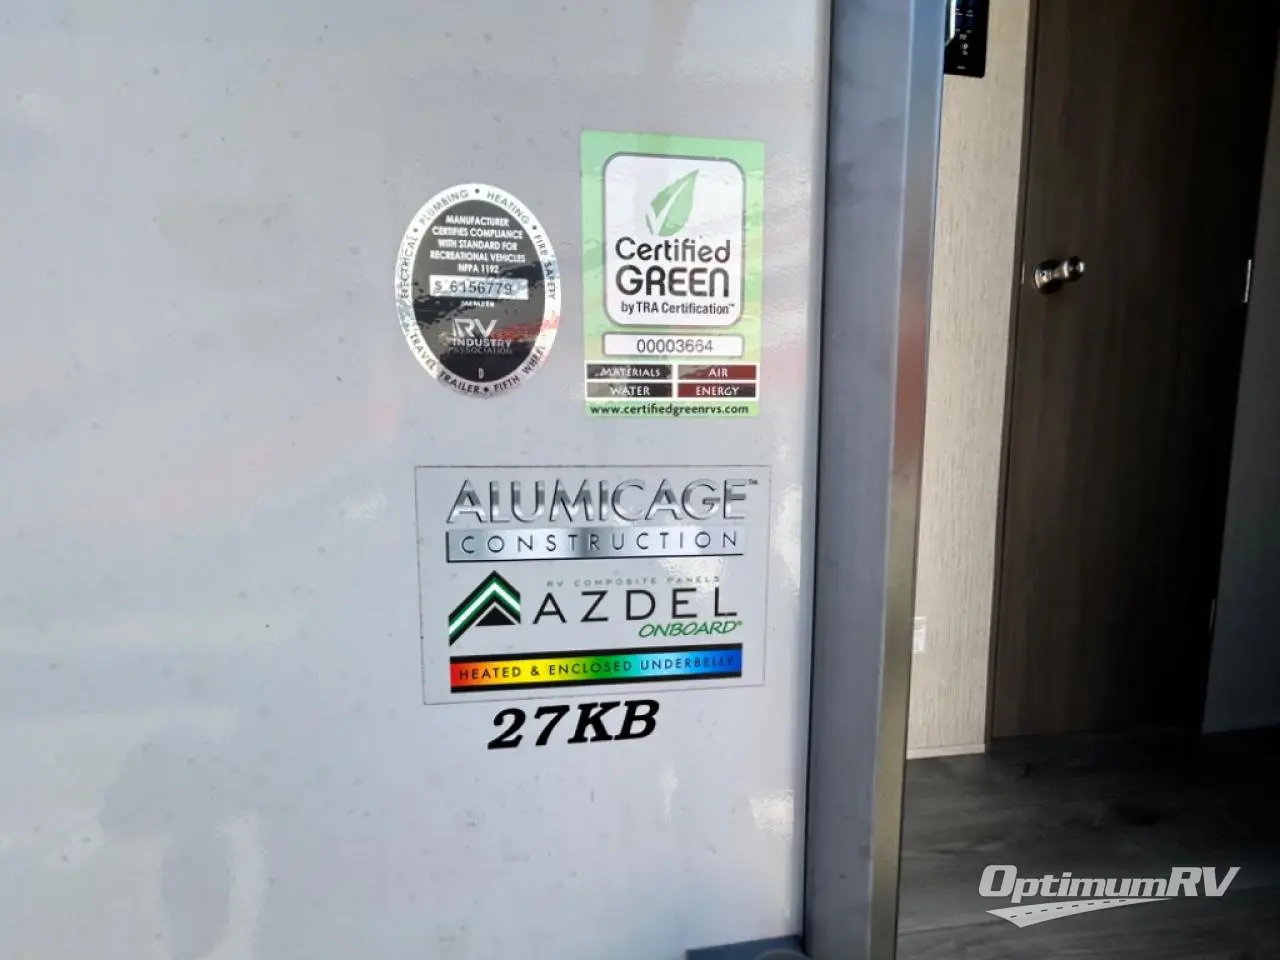 ELECTRICAL • PLUMBING • HEATING • FIRE SAFETY
MANUFACTURER
CERTIFIES COMPLIANCE
WITH STANDARD FOR
RECREATIONAL VEHICLES
NFPA 1192
S 6156779
MEMBER
RV
INDUSTRY
ASSOCIATION
D
TRAVEL TRAILER • FIFTH WHEEL
Certified
GREEN
by TRA Certification™
00003664
MATERIALS AIR
WATER ENERGY
www.certifiedgreenrvs.com
ALUMICAGE™
CONSTRUCTION
RV COMPOSITE PANELS
AZDEL
ONBOARD®
HEATED & ENCLOSED UNDERBELLY
27KB
OptimumRV